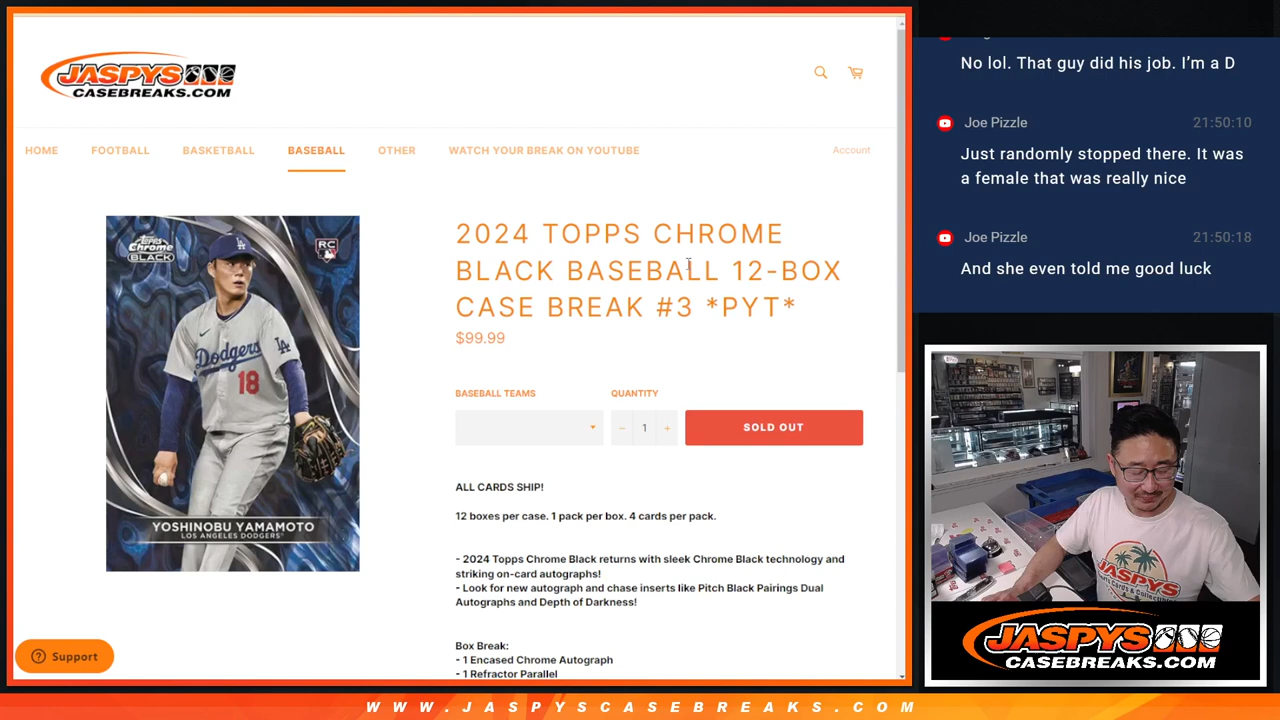 JASPYS
CASEBREAKS.COM
HOME FOOTBALL BASKETBALL BASEBALL OTHER WATCH YOUR BREAK ON YOUTUBE Account
Topps
Chrome
BLACK
RC
Dodgers
LA
18
YOSHINOBU YAMAMOTO
LOS ANGELES DODGERS
2024 TOPPS CHROME
BLACK BASEBALL 12-BOX
CASE BREAK #3 *PYT*
$99.99
BASEBALL TEAMS QUANTITY
− 1 + SOLD OUT
ALL CARDS SHIP!
12 boxes per case. 1 pack per box. 4 cards per pack.
- 2024 Topps Chrome Black returns with sleek Chrome Black technology and
striking on-card autographs!
- Look for new autograph and chase inserts like Pitch Black Pairings Dual
Autographs and Depth of Darkness!
Box Break:
- 1 Encased Chrome Autograph
- 1 Refractor Parallel
Support
No lol. That guy did his job. I'm a D
Joe Pizzle 21:50:10
Just randomly stopped there. It was
a female that was really nice
Joe Pizzle 21:50:18
And she even told me good luck
JASPYS
JASPYS
CASEBREAKS.COM
WWW.JASPYSCASEBREAKS.COM